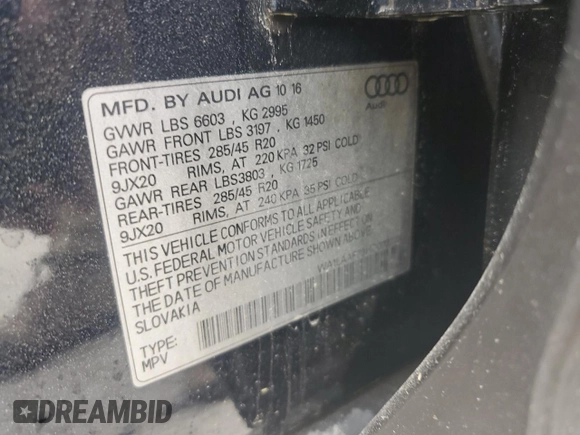 MFD. BY AUDI AG 10 16
Audi
GVWR LBS 6603 , KG 2995
GAWR FRONT LBS 3197 , KG 1450
FRONT-TIRES 285/45 R20
9JX20 RIMS, AT 220 KPA 32 PSI COLD
GAWR REAR LBS3803 , KG 1725
REAR-TIRES 285/45 R20
9JX20 RIMS, AT 240 KPA 35 PSI COLD
THIS VEHICLE CONFORMS TO ALL APPLICABLE
U.S. FEDERAL MOTOR VEHICLE SAFETY AND
THEFT PREVENTION STANDARDS IN EFFECT ON
THE DATE OF MANUFACTURE SHOWN ABOVE.
SLOVAKIA
TYPE:
MPV
DREAMBID